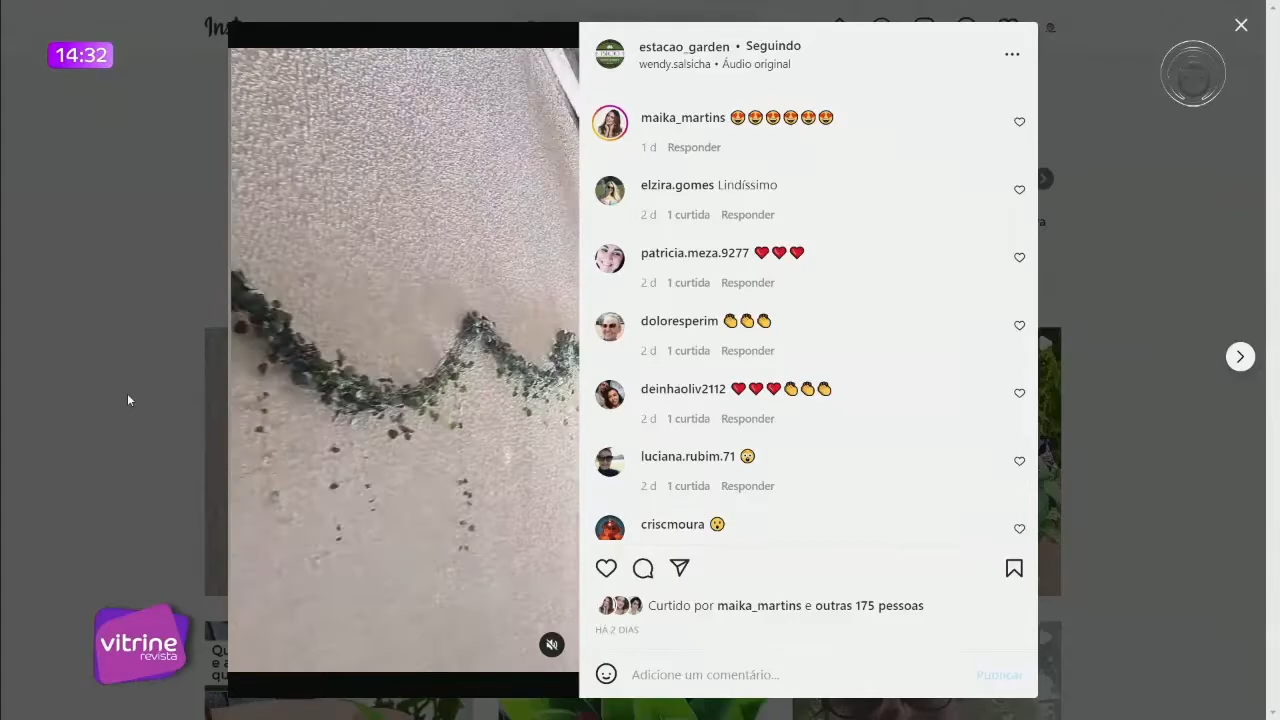 14:32
estacao_garden • Seguindo
wendy.salsicha • Áudio original
maika_martins 😍😍😍😍😍😍
1 d Responder
elzira.gomes Lindíssimo
2 d 1 curtida Responder
patricia.meza.9277 ❤️❤️❤️
2 d 1 curtida Responder
doloresperim 👏👏👏
2 d 1 curtida Responder
deinhaoliv2112 ❤️❤️❤️👏👏👏
2 d 1 curtida Responder
luciana.rubim.71 😲
2 d 1 curtida Responder
criscmoura 😮
Curtido por maika_martins e outras 175 pessoas
HÁ 2 DIAS
Adicione um comentário...
Publicar
vitrine
revista